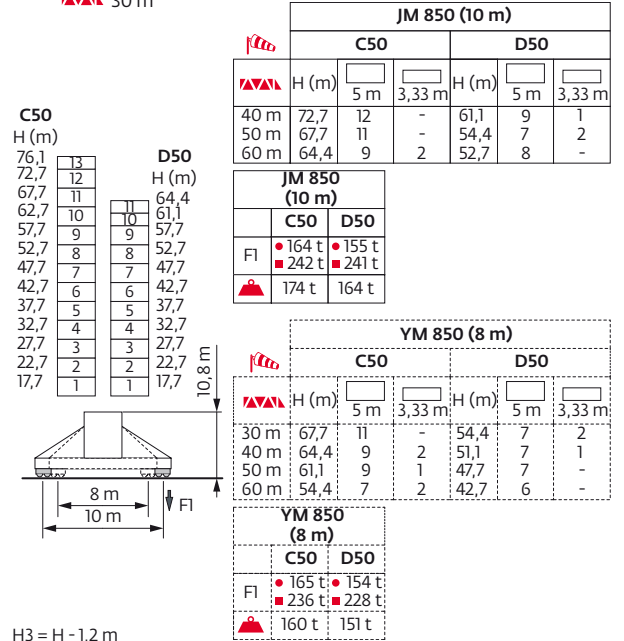 30 m
JM 850 (10 m)
C50 D50
H (m) 5 m 3,33 m H (m) 5 m 3,33 m
40 m 72,7 12 - 61,1 9 1
50 m 67,7 11 - 54,4 7 2
60 m 64,4 9 2 52,7 8 -
JM 850
(10 m)
C50 D50
F1 164 t 155 t
242 t 241 t
174 t 164 t
C50
H (m)
76,1 13
72,7 12
67,7 11
62,7 10
57,7 9
52,7 8
47,7 7
42,7 6
37,7 5
32,7 4
27,7 3
22,7 2
17,7 1
D50
H (m)
11 64,4
10 61,1
9 57,7
8 52,7
7 47,7
6 42,7
5 37,7
4 32,7
3 27,7
2 22,7
1 17,7
10,8 m
8 m
10 m
F1
YM 850 (8 m)
C50 D50
H (m) 5 m 3,33 m H (m) 5 m 3,33 m
30 m 67,7 11 - 54,4 7 2
40 m 64,4 9 2 51,1 7 1
50 m 61,1 9 1 47,7 7 -
60 m 54,4 7 2 42,7 6 -
YM 850
(8 m)
C50 D50
F1 165 t 154 t
236 t 228 t
160 t 151 t
H3 = H - 1,2 m